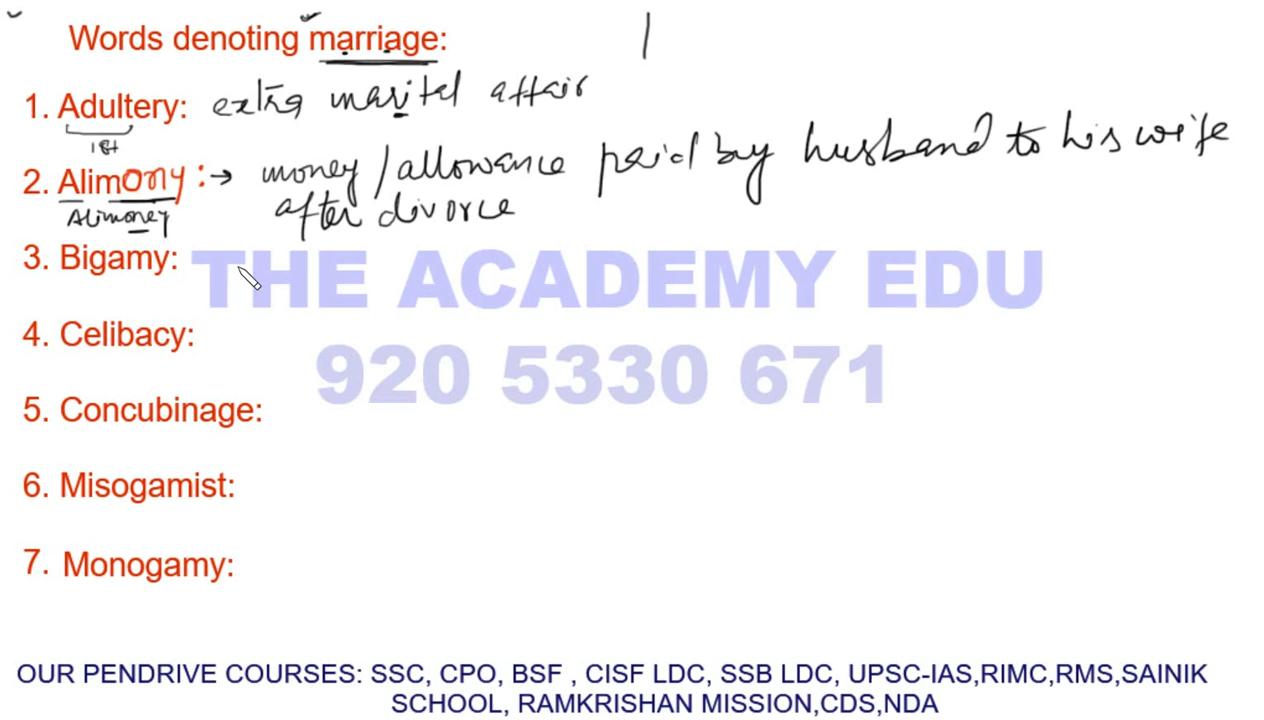 Words denoting marriage:
1. Adultery: extra marital affair
1st
2. Alimony: → money/allowance paid by husband to his wife
Alimoney after divorce
3. Bigamy:
THE ACADEMY EDU
4. Celibacy:
920 5330 671
5. Concubinage:
6. Misogamist:
7. Monogamy:
OUR PENDRIVE COURSES: SSC, CPO, BSF , CISF LDC, SSB LDC, UPSC-IAS,RIMC,RMS,SAINIK
SCHOOL, RAMKRISHAN MISSION,CDS,NDA